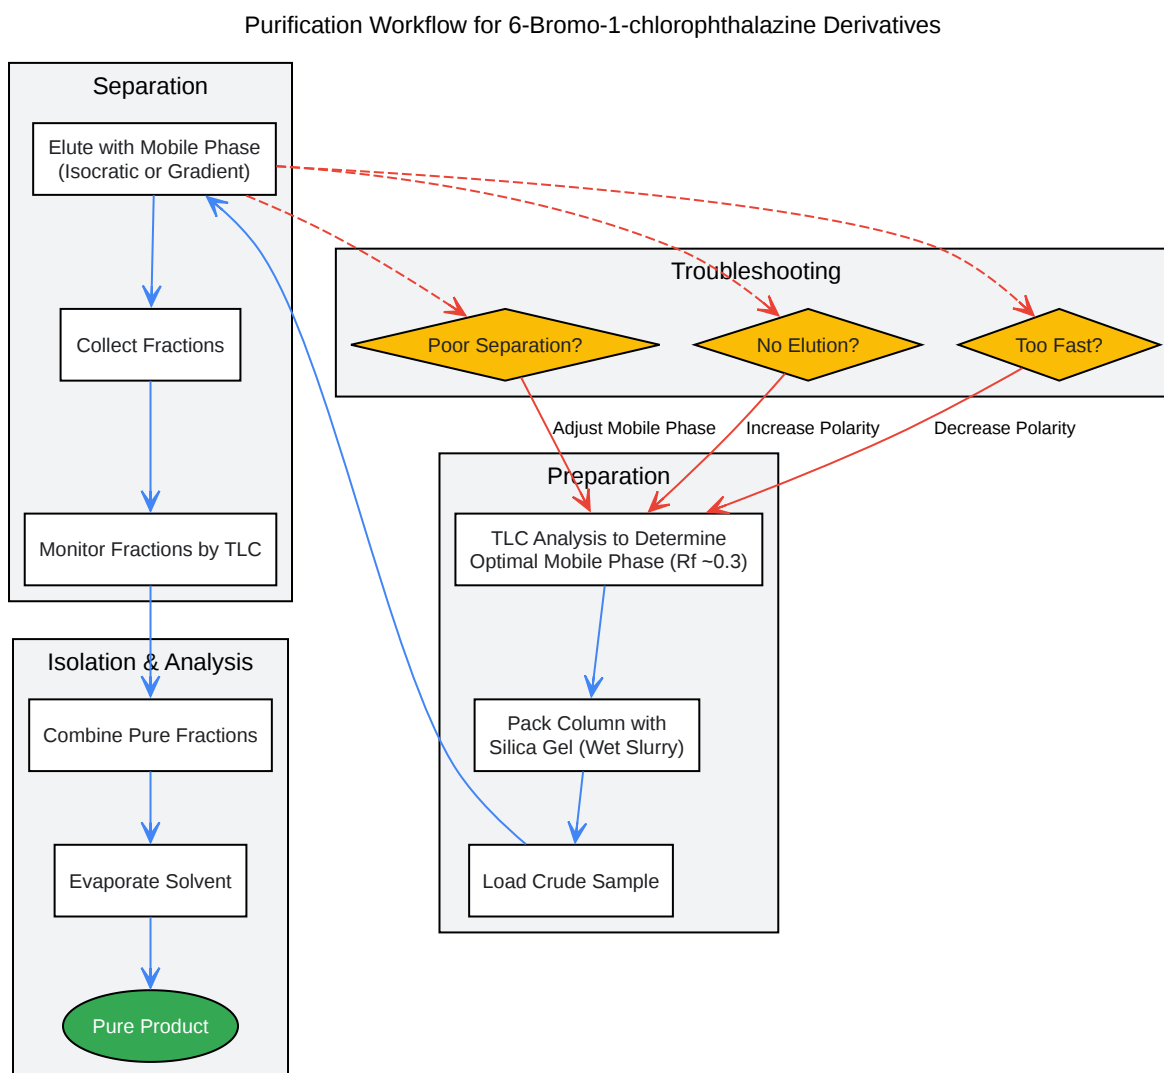 Purification Workflow for 6-Bromo-1-chlorophthalazine Derivatives
Separation
Elute with Mobile Phase
(Isocratic or Gradient)
Collect Fractions
Monitor Fractions by TLC
Isolation & Analysis
Combine Pure Fractions
Evaporate Solvent
Pure Product
Troubleshooting
Poor Separation?
No Elution?
Too Fast?
Adjust Mobile Phase
Increase Polarity
Decrease Polarity
Preparation
TLC Analysis to Determine
Optimal Mobile Phase (Rf ~0.3)
Pack Column with
Silica Gel (Wet Slurry)
Load Crude Sample